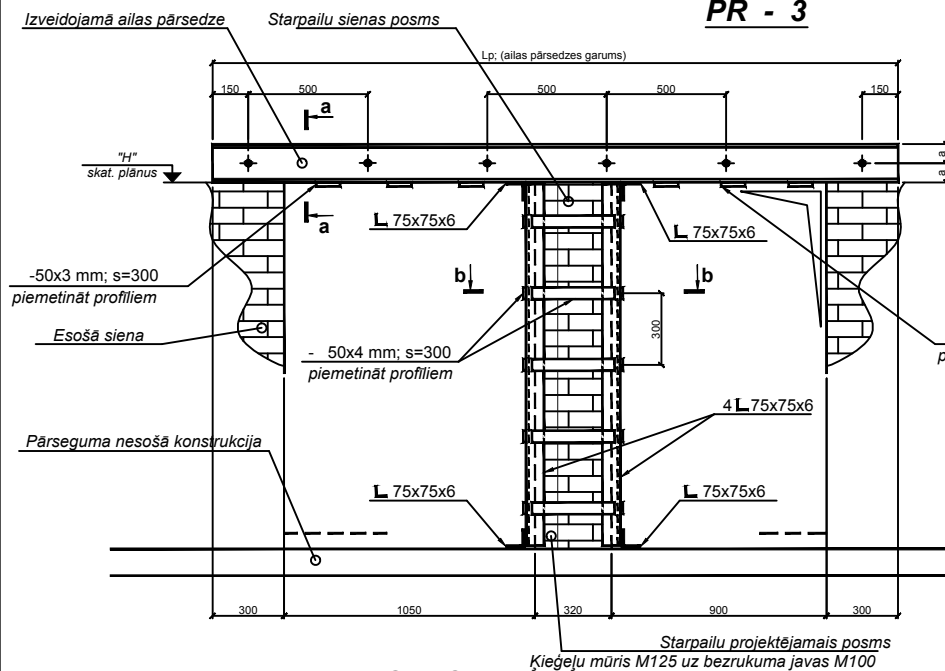 PR - 3
Izveidojamā ailas pārsedze
Starpailu sienas posms
Lp; (ailas pārsedzes garums)
150
500
500
500
150
a
a
a
"H"
skat. plānus
a
L 75x75x6
L 75x75x6
b
b
-50x3 mm; s=300
piemetināt profīliem
Esošā siena
300
- 50x4 mm; s=300
piemetināt profīliem
p
4 L 75x75x6
Pārseguma nesošā konstrukcija
L 75x75x6
L 75x75x6
300
1050
320
900
300
Starpailu projektējamais posms
Ķieģeļu mūris M125 uz bezrukuma javas M100